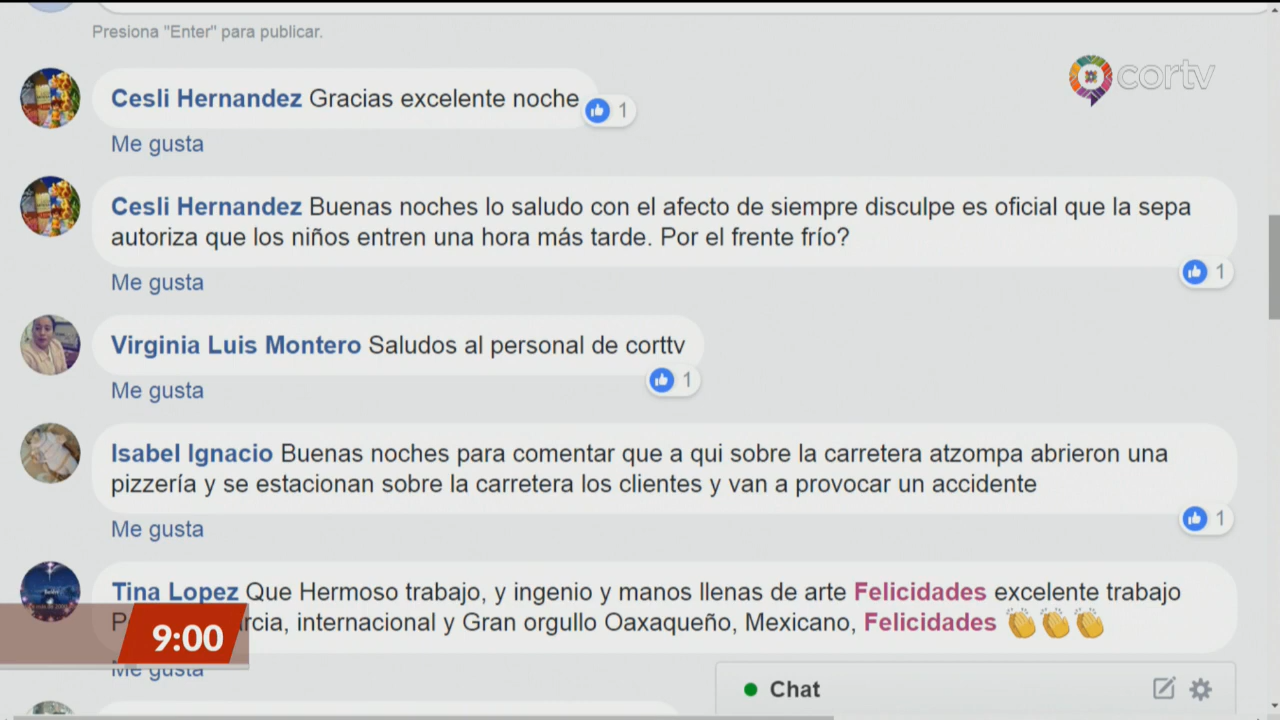 Presiona "Enter" para publicar.
cortv
Cesli Hernandez Gracias excelente noche
1
Me gusta
Cesli Hernandez Buenas noches lo saludo con el afecto de siempre disculpe es oficial que la sepa
autoriza que los niños entren una hora más tarde. Por el frente frío?
1
Me gusta
Virginia Luis Montero Saludos al personal de corttv
1
Me gusta
Isabel Ignacio Buenas noches para comentar que a qui sobre la carretera atzompa abrieron una
pizzería y se estacionan sobre la carretera los clientes y van a provocar un accidente
1
Me gusta
Tina Lopez Que Hermoso trabajo, y ingenio y manos llenas de arte Felicidades excelente trabajo
internacional y Gran orgullo Oaxaqueño, Mexicano, Felicidades 👏👏👏
9:00
Me gusta
Chat